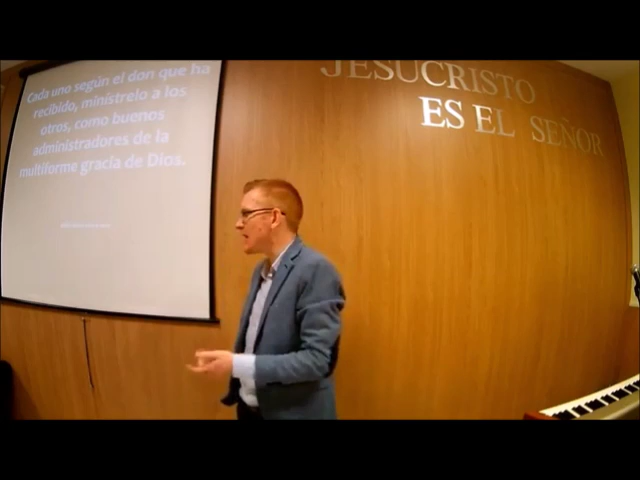 Cada uno según el don que ha
recibido, minístrelo a los
otros, como buenos
administradores de la
multiforme gracia de Dios.
JESUCRISTO
ES EL SEÑOR